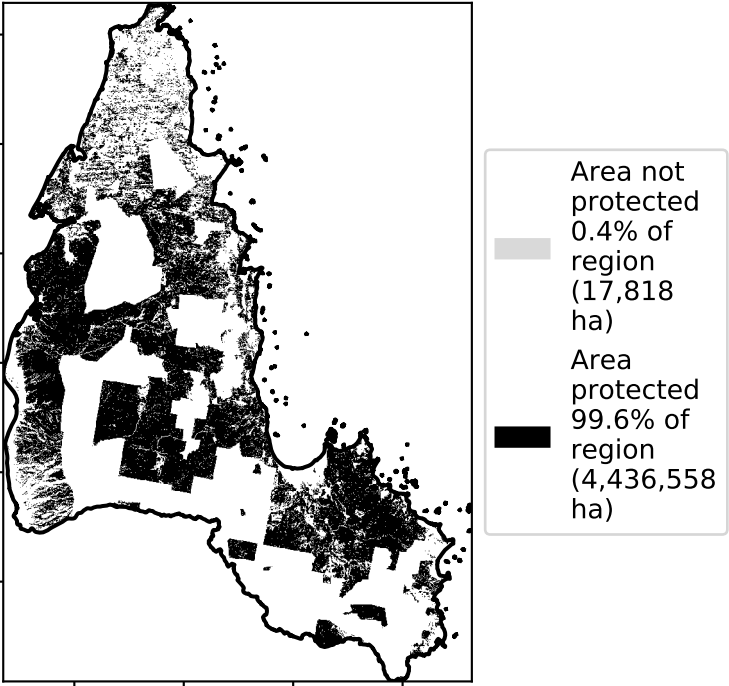 Area not
protected
0.4% of
region
(17,818
ha)
Area
protected
99.6% of
region
(4,436,558
ha)